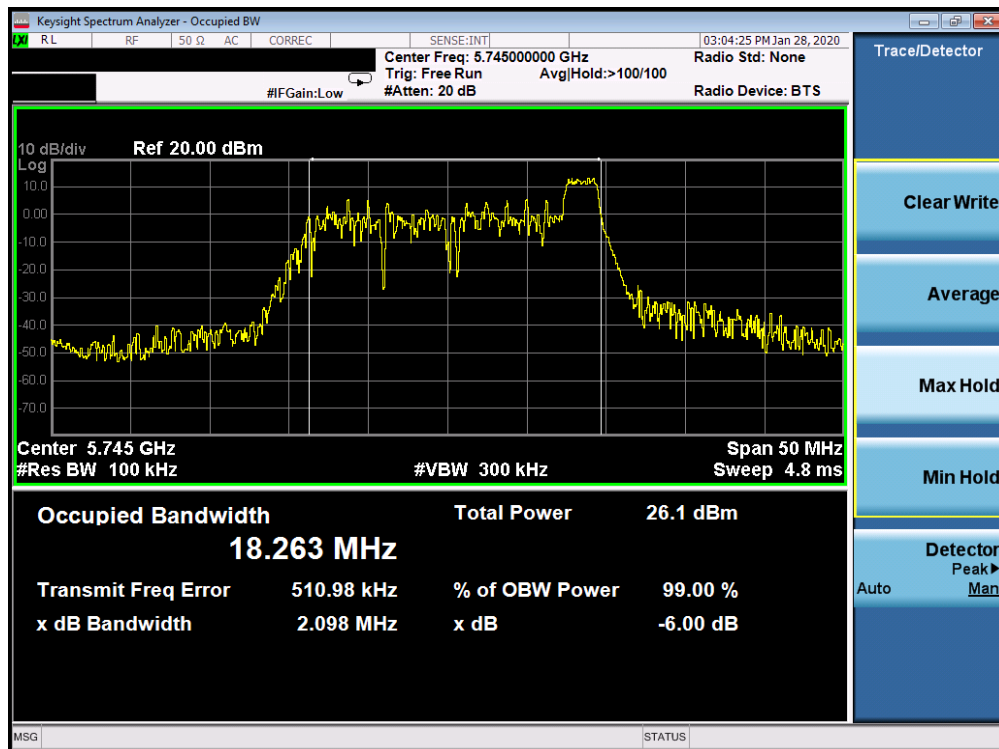 Keysight Spectrum Analyzer - Occupied BW
LXI RL RF 50 Ω AC CORREC SENSE:INT 03:04:25 PM Jan 28, 2020
Center Freq: 5.745000000 GHz Radio Std: None
Trig: Free Run Avg|Hold:>100/100
#IFGain:Low #Atten: 20 dB Radio Device: BTS
10 dB/div Ref 20.00 dBm
Log
10.0
0.00
-10.0
-20.0
-30.0
-40.0
-50.0
-60.0
-70.0
Center 5.745 GHz Span 50 MHz
#Res BW 100 kHz #VBW 300 kHz Sweep 4.8 ms
Occupied Bandwidth Total Power 26.1 dBm
18.263 MHz
Transmit Freq Error 510.98 kHz % of OBW Power 99.00 %
x dB Bandwidth 2.098 MHz x dB -6.00 dB
MSG STATUS
Trace/Detector
Clear Write
Average
Max Hold
Min Hold
Detector
Peak▶
Auto Man